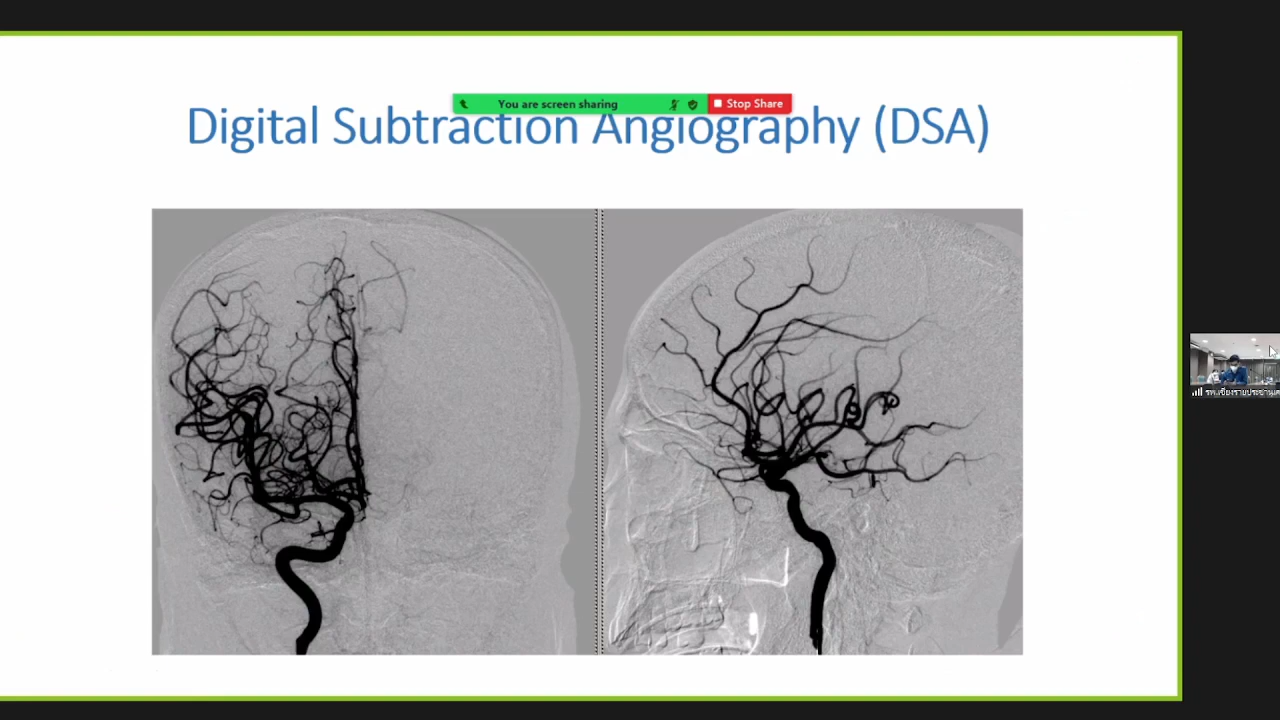 You are screen sharing
Stop Share
Digital Subtraction Angiography (DSA)